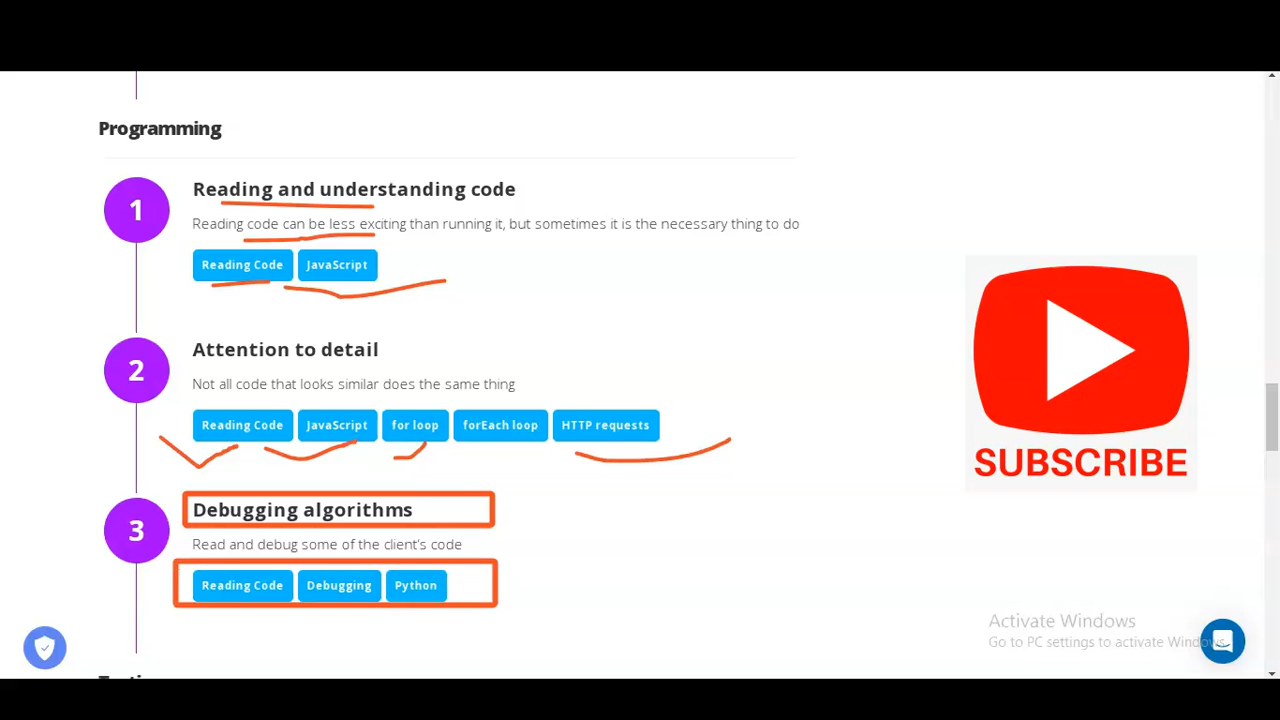 Programming
1
Reading and understanding code
Reading code can be less exciting than running it, but sometimes it is the necessary thing to do
Reading Code JavaScript
2
Attention to detail
Not all code that looks similar does the same thing
Reading Code JavaScript for loop forEach loop HTTP requests
SUBSCRIBE
3
Debugging algorithms
Read and debug some of the client's code
Reading Code Debugging Python
Activate Windows
Go to PC settings to activate Windows.